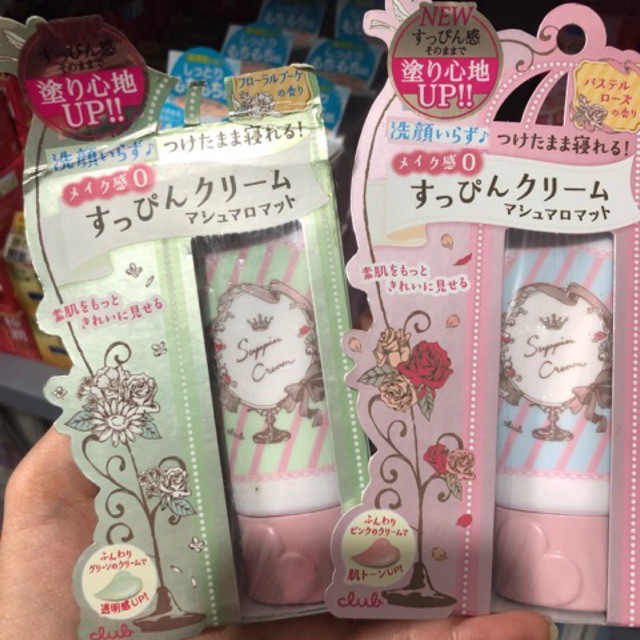 すっぴん感
そのままで
塗り心地
UP!!
フローラルブーケ
の香り
洗顔いらず♪
つけたまま寝れる!
メイク感0
すっぴんクリーム
マシュマロマット
素肌をもっと
きれいに見せる
Suppin
Cream
club
ふんわり
グリーンのクリームで
透明感UP!
club
NEW
すっぴん感
そのままで
塗り心地
UP!!
パステル
ローズ
の香り
洗顔いらず♪
つけたまま寝れる!
メイク感0
すっぴんクリーム
マシュマロマット
素肌をもっと
きれいに見せる
Suppin
Cream
club
ふんわり
ピンクのクリームで
肌トーンUP!
club